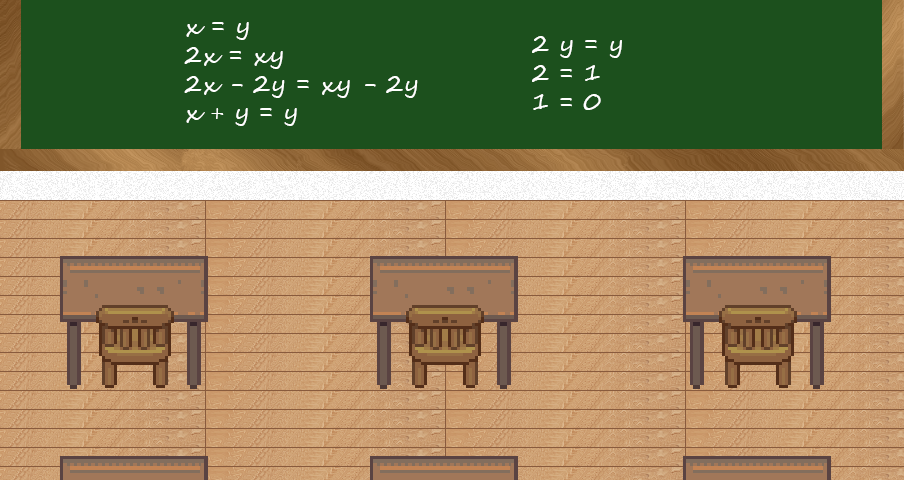 x = y
2x = xy
2x - 2y = xy - 2y
x + y = y
2 y = y
2 = 1
1 = 0